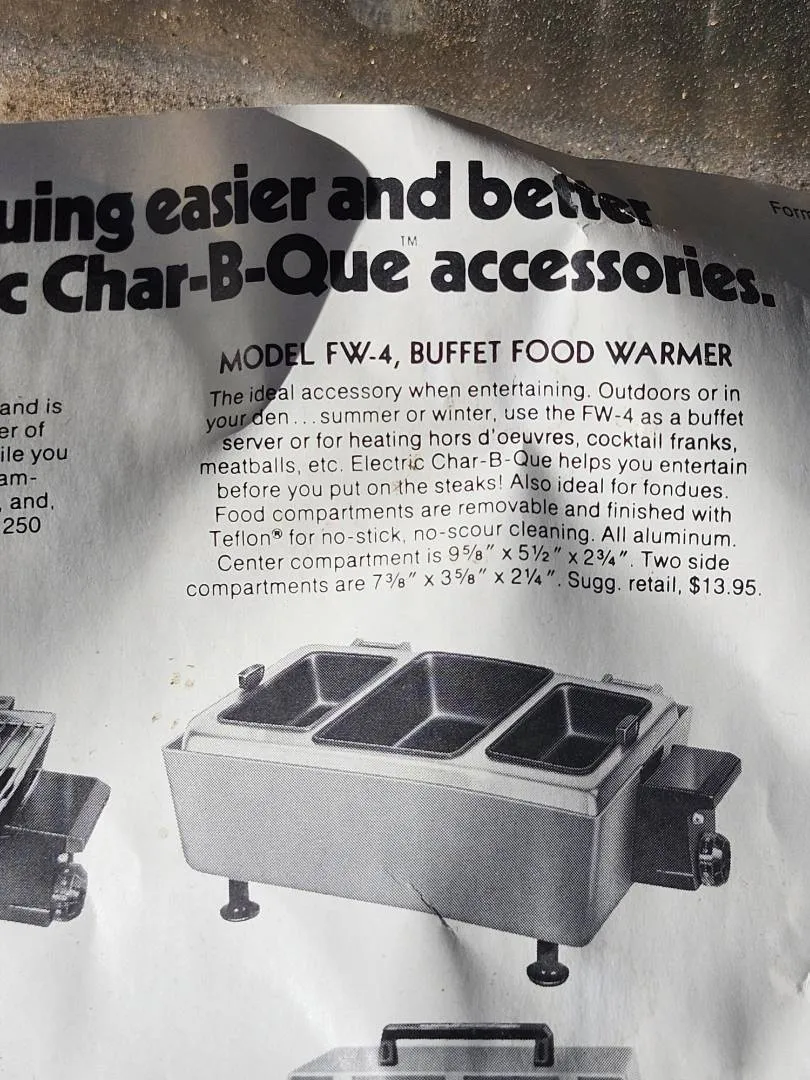 uing easier and better
c Char-B-Que™ accessories.
MODEL FW-4, BUFFET FOOD WARMER
The ideal accessory when entertaining. Outdoors or in
your den...summer or winter, use the FW-4 as a buffet
server or for heating hors d'oeuvres, cocktail franks,
meatballs, etc. Electric Char-B-Que helps you entertain
before you put on the steaks! Also ideal for fondues.
Food compartments are removable and finished with
Teflon® for no-stick, no-scour cleaning. All aluminum.
Center compartment is 9⅝" x 5½" x 2¾". Two side
compartments are 7⅜" x 3⅝" x 2¼". Sugg. retail, $13.95.
and is
er of
ile you
am-
, and,
250